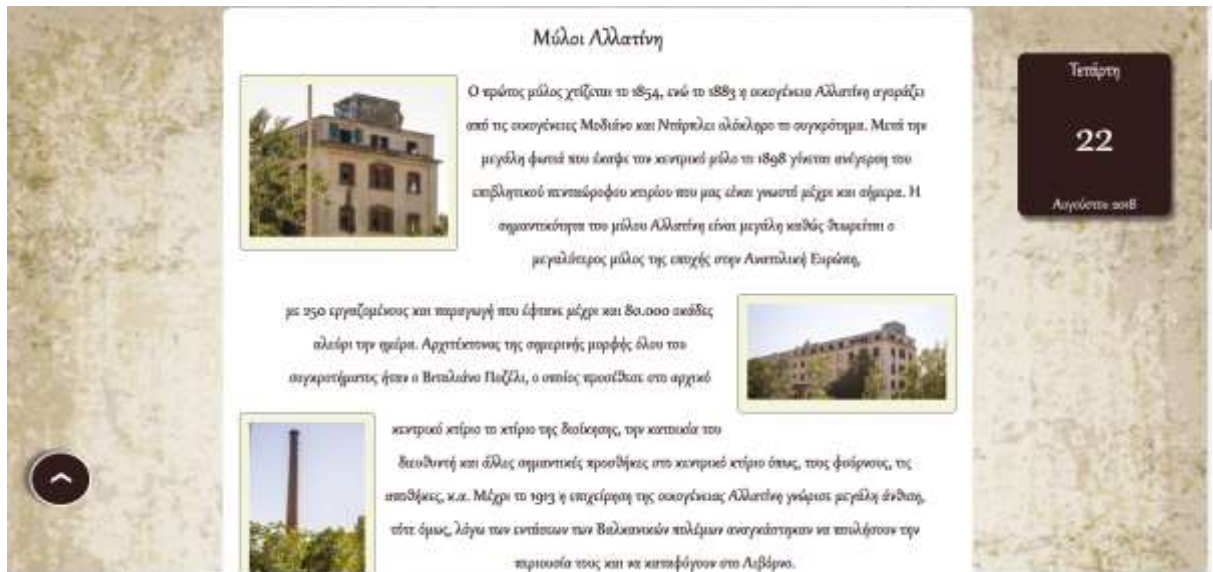 Μύλοι Αλλατίνη
Ο πρώτος μύλος χτίζεται το 1854, ενώ το 1883 η οικογένεια Αλλατίνη αγοράζει
από τις οικογένειες Μοδιάνο και Ντάρπλει ολόκληρο το συγκρότημα. Μετά την
μεγάλη φωτιά που έκαψε τον κεντρικό μύλο το 1898 γίνεται ανέγερση του
επιβλητικού πενταώροφου κτιρίου που μας είναι γνωστό μέχρι και σήμερα. Η
σημαντικότητα του μύλου Αλλατίνη είναι μεγάλη καθώς θεωρείται ο
μεγαλύτερος μύλος της εποχής στην Ανατολική Ευρώπη,
με 250 εργαζομένους και παραγωγή που έφτανε μέχρι και 80.000 οκάδες
αλεύρι την ημέρα. Αρχιτέκτονας της σημερινής μορφής όλου του
συγκροτήματος ήταν ο Βιταλιάνο Ποζέλι, ο οποίος προσέθεσε στο αρχικό
κεντρικό κτίριο το κτίριο της διοίκησης, την κατοικία του
διευθυντή και άλλες σημαντικές προσθήκες στο κεντρικό κτίριο όπως, τους φούρνους, τις
αποθήκες, κ.α. Μέχρι το 1913 η επιχείρηση της οικογένειας Αλλατίνη γνώρισε μεγάλη άνθιση,
τότε όμως, λόγω των εντάσεων των Βαλκανικών πολέμων αναγκάστηκαν να πουλήσουν την
περιουσία τους και να καταφύγουν στο Λιβόρνο.
Τετάρτη
22
Αυγούστου 2018